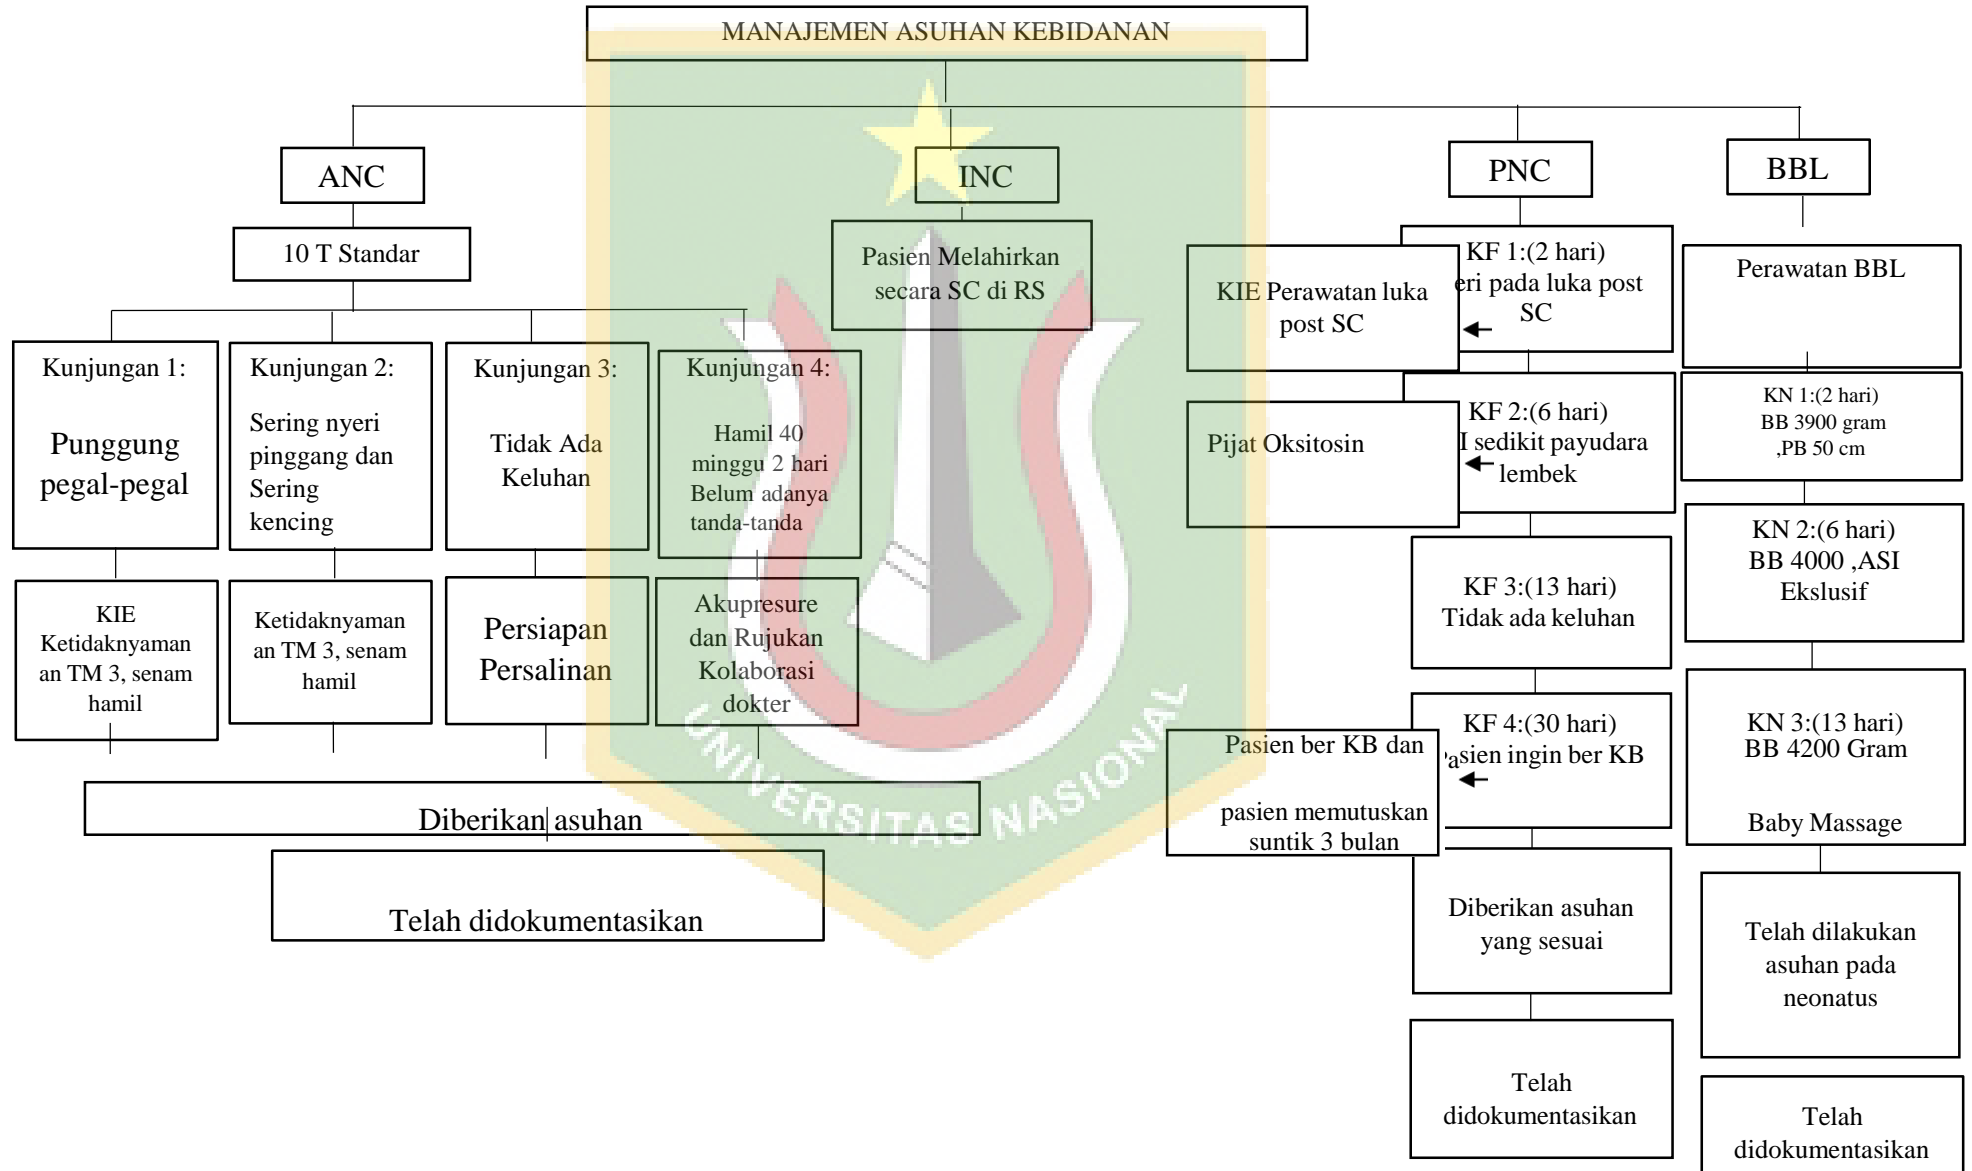 MANAJEMEN ASUHAN KEBIDANAN
ANC
INC
PNC
BBL
10 T Standar
Pasien Melahirkan
secara SC di RS
KIE Perawatan luka
post SC
KF 1:(2 hari)
eri pada luka post
SC
Perawatan BBL
Kunjungan 1:
Punggung
pegal-pegal
Kunjungan 2:
Sering nyeri
pinggang dan
Sering
kencing
Kunjungan 3:
Tidak Ada
Keluhan
Kunjungan 4:
Hamil 40
minggu 2 hari
Belum adanya
tanda-tanda
Pijat Oksitosin
KF 2:(6 hari)
I sedikit payudara
lembek
KN 1:(2 hari)
BB 3900 gram
,PB 50 cm
KN 2:(6 hari)
BB 4000 ,ASI
Ekslusif
KIE
Ketidaknyaman
an TM 3, senam
hamil
Ketidaknyaman
an TM 3, senam
hamil
Persiapan
Persalinan
Akupresure
dan Rujukan
Kolaborasi
dokter
KF 3:(13 hari)
Tidak ada keluhan
Pasien ber KB dan
pasien memutuskan
suntik 3 bulan
KF 4:(30 hari)
asien ingin ber KB
KN 3:(13 hari)
BB 4200 Gram
Baby Massage
UNIVERSITAS NASIONAL
Diberikan asuhan
Telah didokumentasikan
Diberikan asuhan
yang sesuai
Telah dilakukan
asuhan pada
neonatus
Telah
didokumentasikan
Telah
didokumentasikan